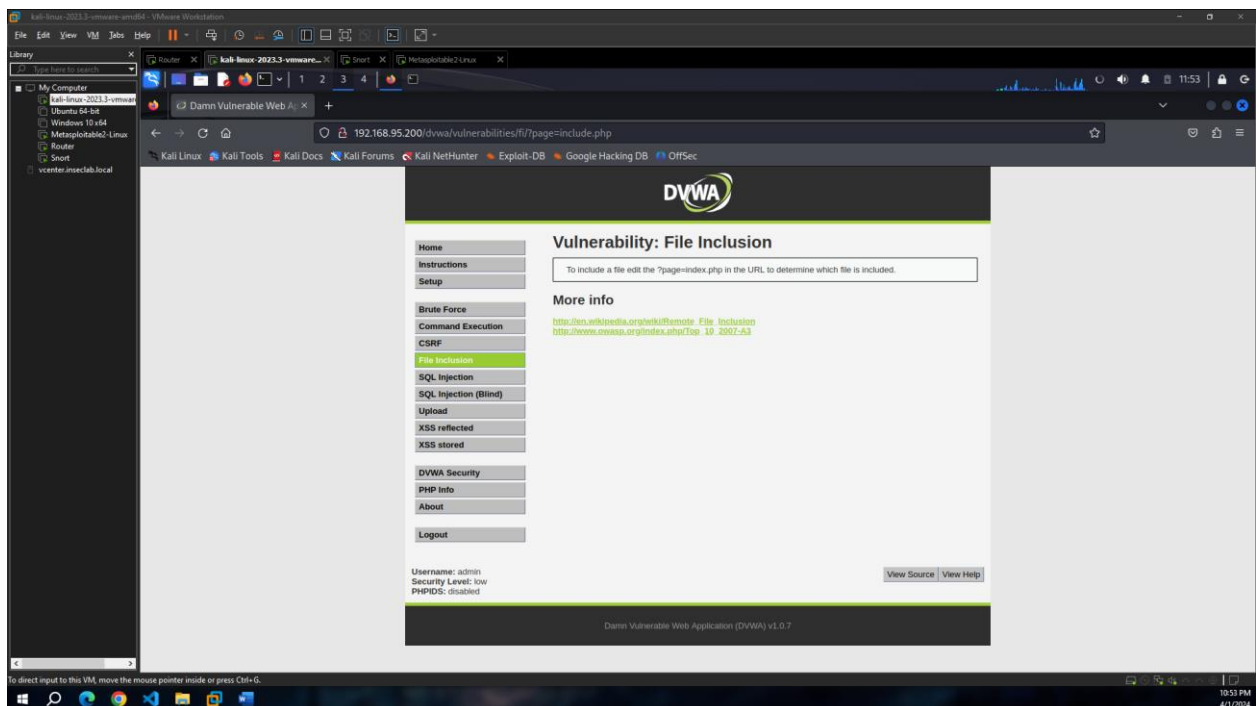 kali-linux-2023.3-vmware-amd64 - VMware Workstation
File Edit View VM Tabs Help
Library
Type here to search
My Computer
kali-linux-2023.3-vmwar
Ubuntu 64-bit
Windows 10 x64
Metasploitable2-Linux
Router
Snort
vcenter.inseclab.local
Router kali-linux-2023.3-vmware... Snort Metasploitable2-Linux
1 2 3 4 11:53
Damn Vulnerable Web Ap
192.168.95.200/dvwa/vulnerabilities/fi/?page=include.php
Kali Linux Kali Tools Kali Docs Kali Forums Kali NetHunter Exploit-DB Google Hacking DB OffSec
DVWA
Home
Instructions
Setup
Brute Force
Command Execution
CSRF
File Inclusion
SQL Injection
SQL Injection (Blind)
Upload
XSS reflected
XSS stored
DVWA Security
PHP Info
About
Logout
Vulnerability: File Inclusion
To include a file edit the ?page=index.php in the URL to determine which file is included.
More info
http://en.wikipedia.org/wiki/Remote_File_Inclusion
http://www.owasp.org/index.php/Top_10_2007-A3
Username: admin
Security Level: low
PHPIDS: disabled
View Source View Help
Damn Vulnerable Web Application (DVWA) v1.0.7
To direct input to this VM, move the mouse pointer inside or press Ctrl+G.
10:53 PM
4/1/2024